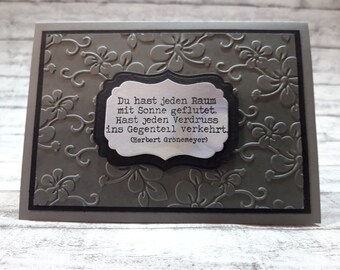 Du hast jeden Raum
mit Sonne geflutet.
Hast jeden Verdruss
ins Gegenteil verkehrt.
(Herbert Grönemeyer)